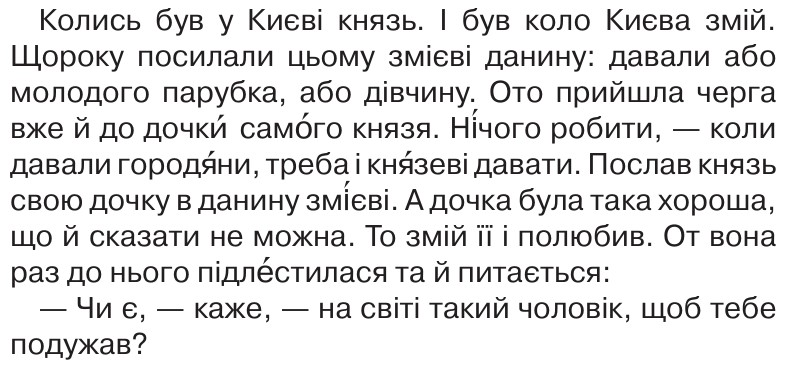 Колись був у Києві князь. І був коло Києва змій.
Щороку посилали цьому змієві данину: давали або
молодого парубка, або дівчину. Ото прийшла черга
вже й до дочки́ само́го князя. Ні́чого робити, — коли
давали городя́ни, треба і кня́зеві давати. Послав князь
свою дочку в данину змі́єві. А дочка була така хороша,
що й сказати не можна. То змій її і полюбив. От вона
раз до нього підле́стилася та й питається:
— Чи є, — каже, — на світі такий чоловік, щоб тебе
подужав?